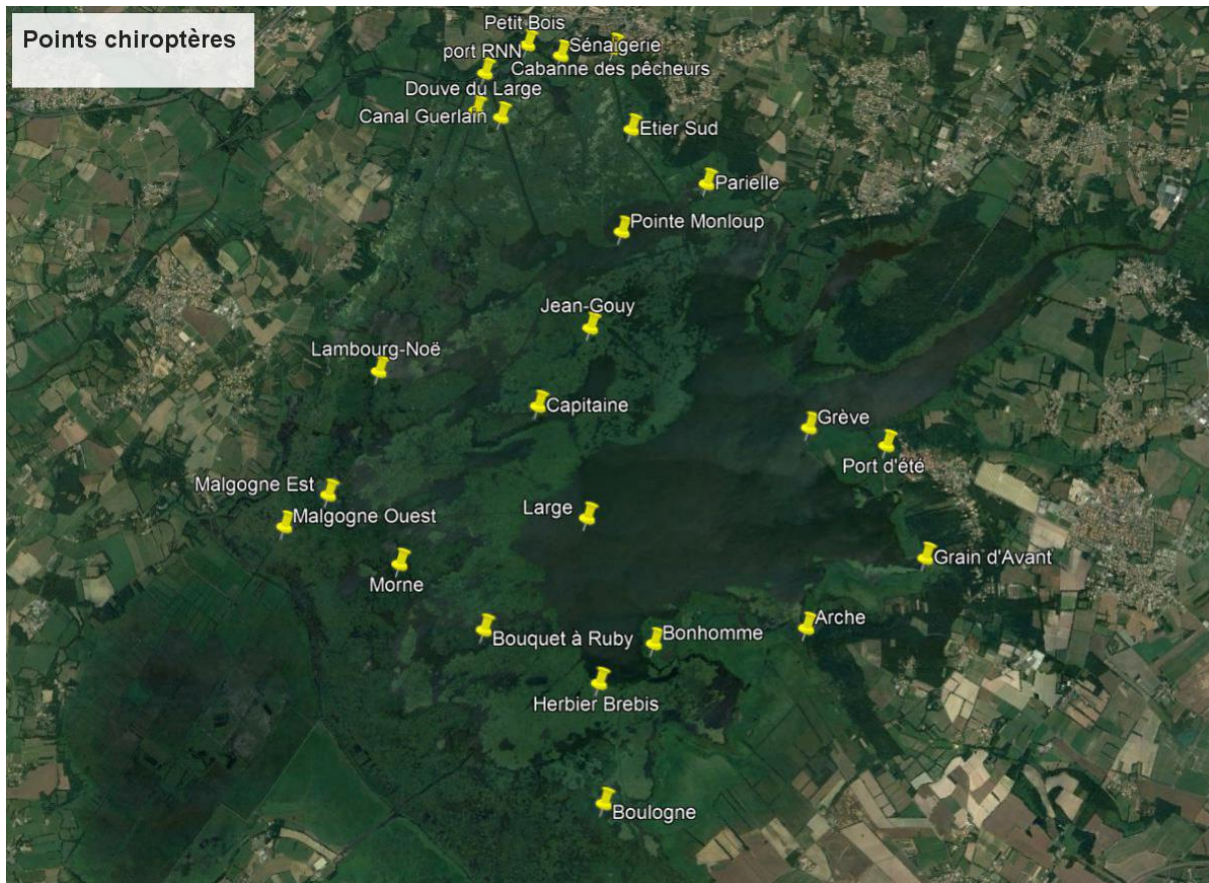 Points chiroptères
Petit Bois
Sénaigerie
port RNN
Cabanne des pêcheurs
Douve du Large
Canal Guerlain
Etier Sud
Parielle
Pointe Monloup
Jean-Gouy
Lambourg-Noë
Capitaine
Grève
Port d'été
Malgogne Est
Large
Malgogne Ouest
Grain d'Avant
Morne
Arche
Bouquet à Ruby
Bonhomme
Herbier Brebis
Boulogne